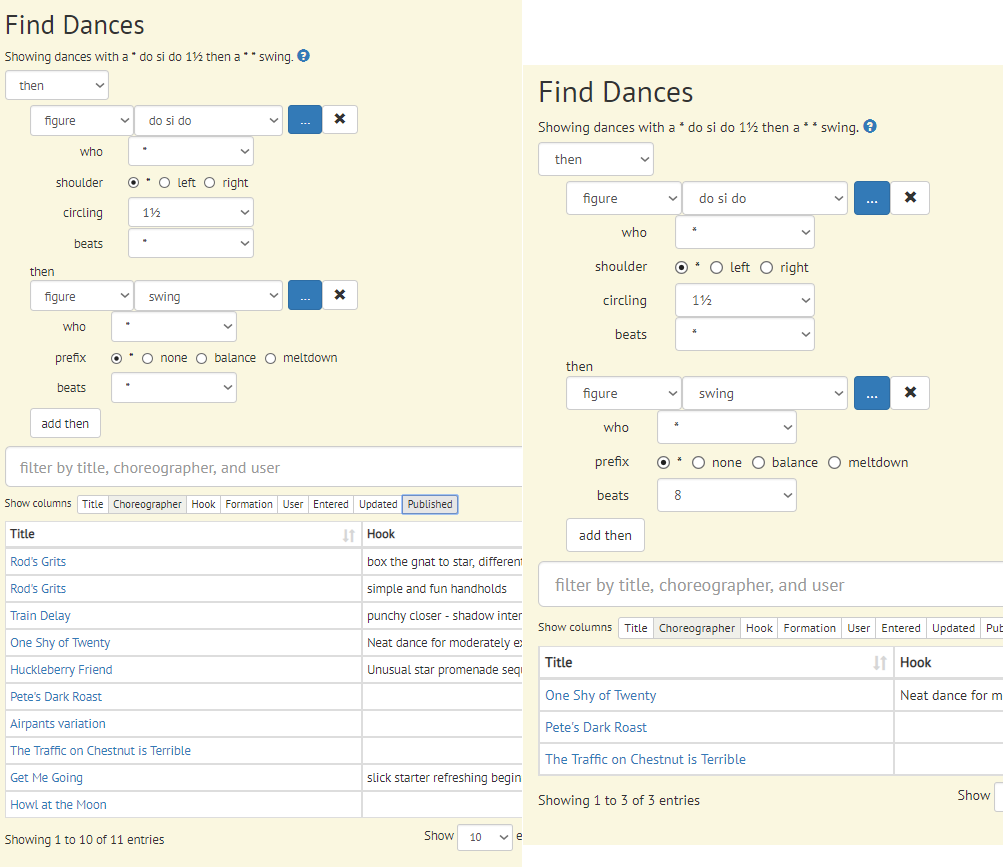 Find Dances
Showing dances with a * do si do 1½ then a * * swing. ?
then
figure do si do ... ✖
who *
shoulder * left right
circling 1½
beats *
then
figure swing ... ✖
who *
prefix * none balance meltdown
beats *
add then
filter by title, choreographer, and user
Show columns Title Choreographer Hook Formation User Entered Updated Published
Title Hook
Rod's Grits box the gnat to star, differen
Rod's Grits simple and fun handholds
Train Delay punchy closer - shadow inter
One Shy of Twenty Neat dance for moderately ex
Huckleberry Friend Unusual star promenade sequ
Pete's Dark Roast
Airpants variation
The Traffic on Chestnut is Terrible
Get Me Going slick starter refreshing begin
Howl at the Moon
Showing 1 to 10 of 11 entries Show 10 e
Find Dances
Showing dances with a * do si do 1½ then a * * swing. ?
then
figure do si do ... ✖
who *
shoulder * left right
circling 1½
beats *
then
figure swing ... ✖
who *
prefix * none balance meltdown
beats 8
add then
filter by title, choreographer, and user
Show columns Title Choreographer Hook Formation User Entered Updated Pub
Title Hook
One Shy of Twenty Neat dance for m
Pete's Dark Roast
The Traffic on Chestnut is Terrible
Showing 1 to 3 of 3 entries Show